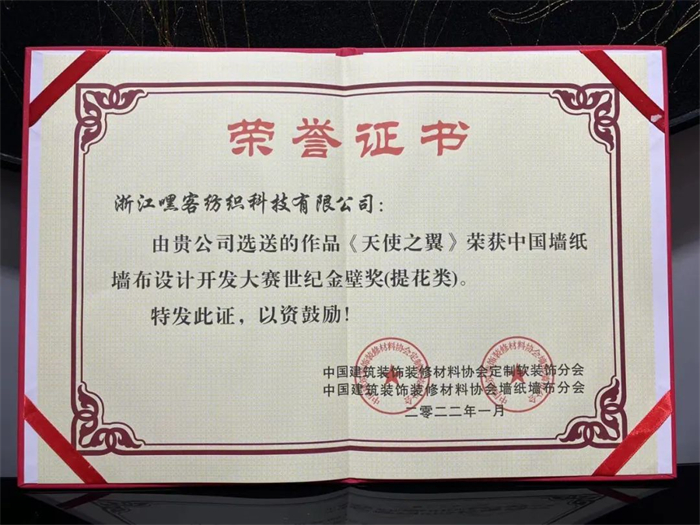 荣誉证书
浙江嘿客纺织科技有限公司：
由贵公司选送的作品《天使之翼》荣获中国墙纸
墙布设计开发大赛世纪金壁奖(提花类)。
特发此证，以资鼓励！
中国建筑装饰装修材料协会定制软装饰分会
中国建筑装饰装修材料协会墙纸墙布分会
二零二二年一月